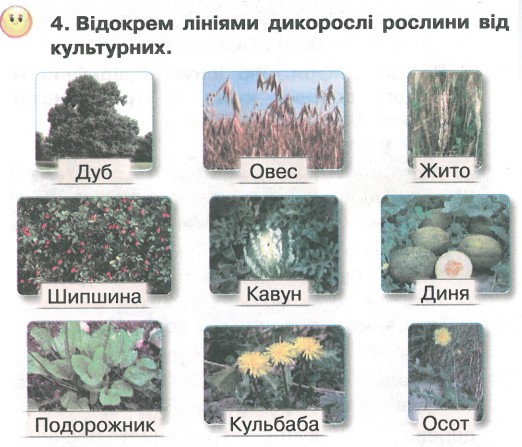 4. Відокрем лініями дикорослі рослини від
культурних.
Дуб Овес Жито
Шипшина Кавун Диня
Подорожник Кульбаба Осот